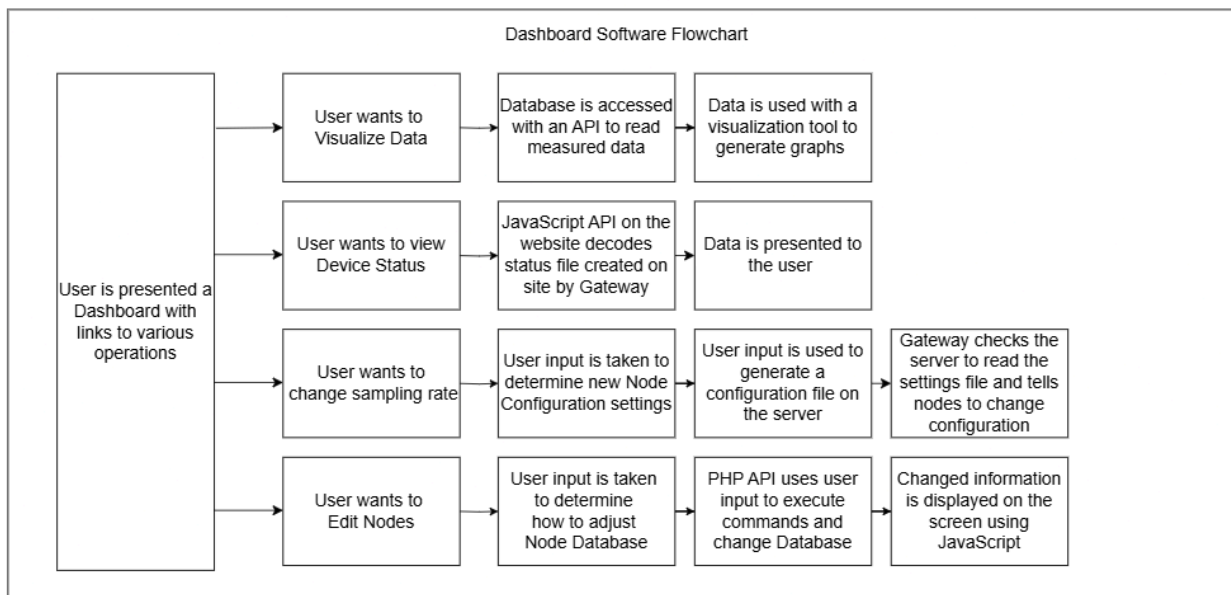 Dashboard Software Flowchart
User is presented a
Dashboard with
links to various
operations
User wants to
Visualize Data
Database is accessed
with an API to read
measured data
Data is used with a
visualization tool to
generate graphs
User wants to view
Device Status
JavaScript API on the
website decodes
status file created on
site by Gateway
Data is presented to
the user
User wants to
change sampling rate
User input is taken to
determine new Node
Configuration settings
User input is used to
generate a
configuration file on
the server
Gateway checks the
server to read the
settings file and tells
nodes to change
configuration
User wants to
Edit Nodes
User input is taken
to determine
how to adjust
Node Database
PHP API uses user
input to execute
commands and
change Database
Changed information
is displayed on the
screen using
JavaScript